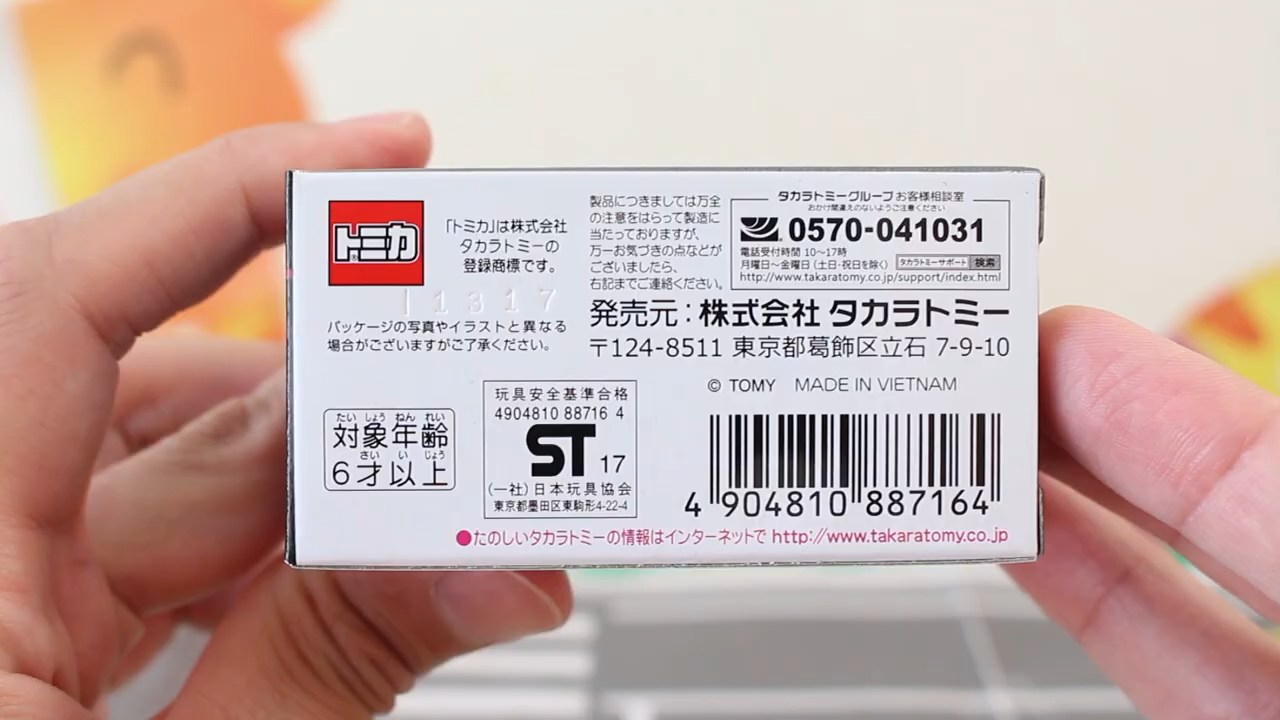 トミカ
®
「トミカ」は株式会社
タカラトミーの
登録商標です。
1317
パッケージの写真やイラストと異なる
場合がございますがご了承ください。
製品につきましては万全
の注意をはらって製造に
当たっておりますが、
万一お気づきの点などが
ございましたら、
右記までご連絡ください。
タカラトミーグループ お客様相談室
おかけ間違えのないようご注意ください
0570-041031
電話受付時間 10〜17時
月曜日〜金曜日 (土日・祝日を除く) タカラトミーサポート 検索
http://www.takaratomy.co.jp/support/index.html
発売元：株式会社 タカラトミー
〒124-8511 東京都葛飾区立石 7-9-10
© TOMY MADE IN VIETNAM
たいしょうねんれい
対象年齢
さいいじょう
6才以上
玩具安全基準合格
4904810 88716 4
ST 17
(一社)日本玩具協会
東京都墨田区東駒形4-22-4
4 904810 887164
●たのしいタカラトミーの情報はインターネットで http://www.takaratomy.co.jp